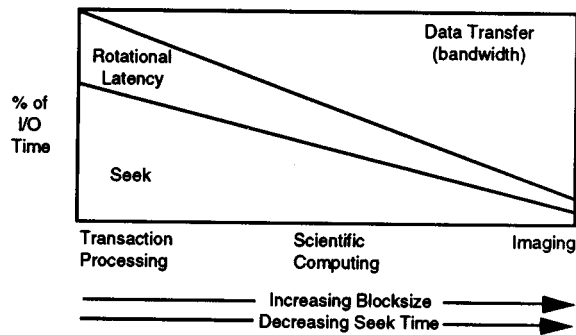 Data Transfer
(bandwidth)
Rotational
Latency
% of
I/O
Time
Seek
Transaction
Processing
Scientific
Computing
Imaging
Increasing Blocksize
Decreasing Seek Time